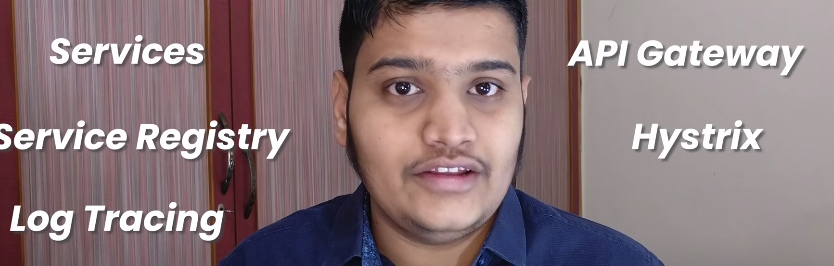 Services
API Gateway
Service Registry
Hystrix
Log Tracing